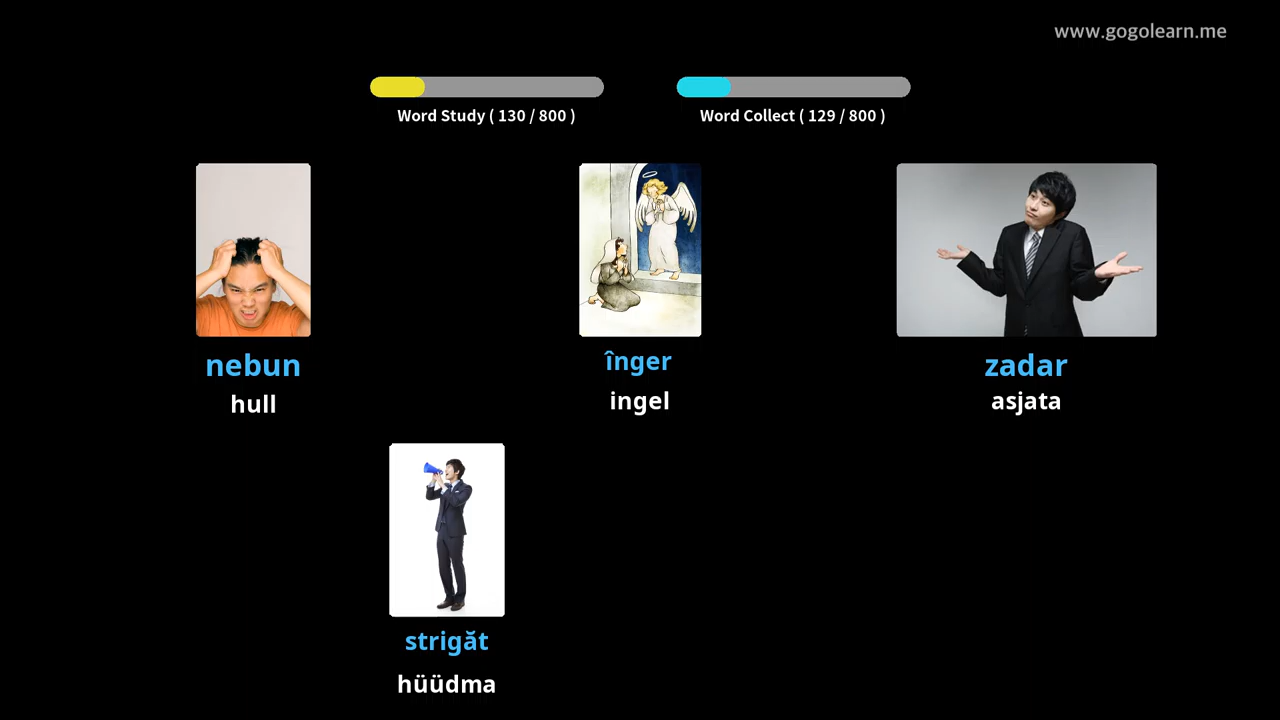 www.gogolearn.me
Word Study ( 130 / 800 )
Word Collect ( 129 / 800 )
nebun
hull
înger
ingel
zadar
asjata
strigăt
hüüdma